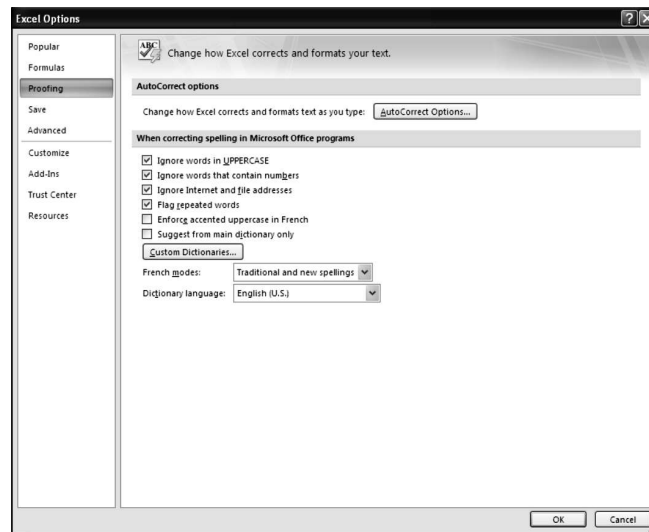 Excel Options
Popular
Formulas
Proofing
Save
Advanced
Customize
Add-Ins
Trust Center
Resources
ABC
Change how Excel corrects and formats your text.
AutoCorrect options
Change how Excel corrects and formats text as you type: AutoCorrect Options...
When correcting spelling in Microsoft Office programs
Ignore words in UPPERCASE
Ignore words that contain numbers
Ignore Internet and file addresses
Flag repeated words
Enforce accented uppercase in French
Suggest from main dictionary only
Custom Dictionaries...
French modes: Traditional and new spellings
Dictionary language: English (U.S.)
OK Cancel